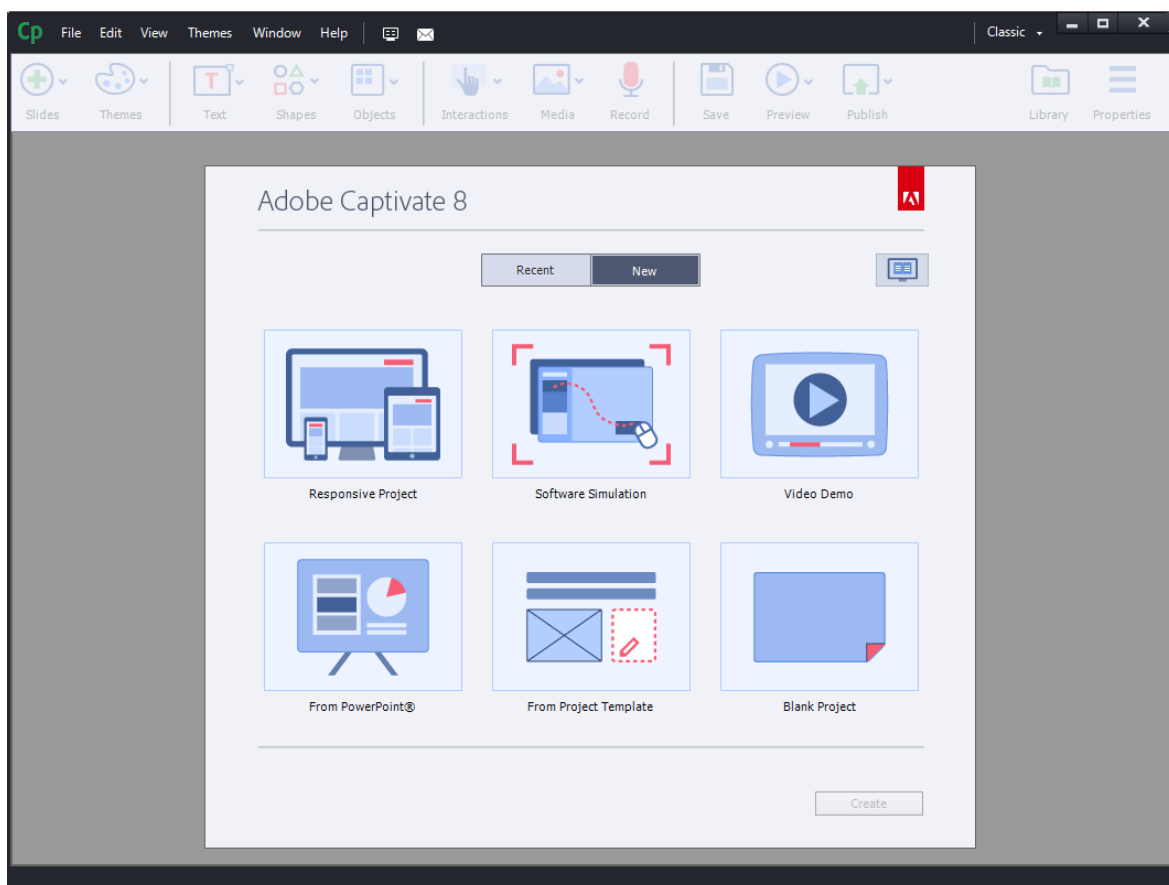 Cp File Edit View Themes Window Help Classic
Slides Themes Text Shapes Objects Interactions Media Record Save Preview Publish Library Properties
Adobe Captivate 8
Recent New
Responsive Project Software Simulation Video Demo
From PowerPoint® From Project Template Blank Project
Create